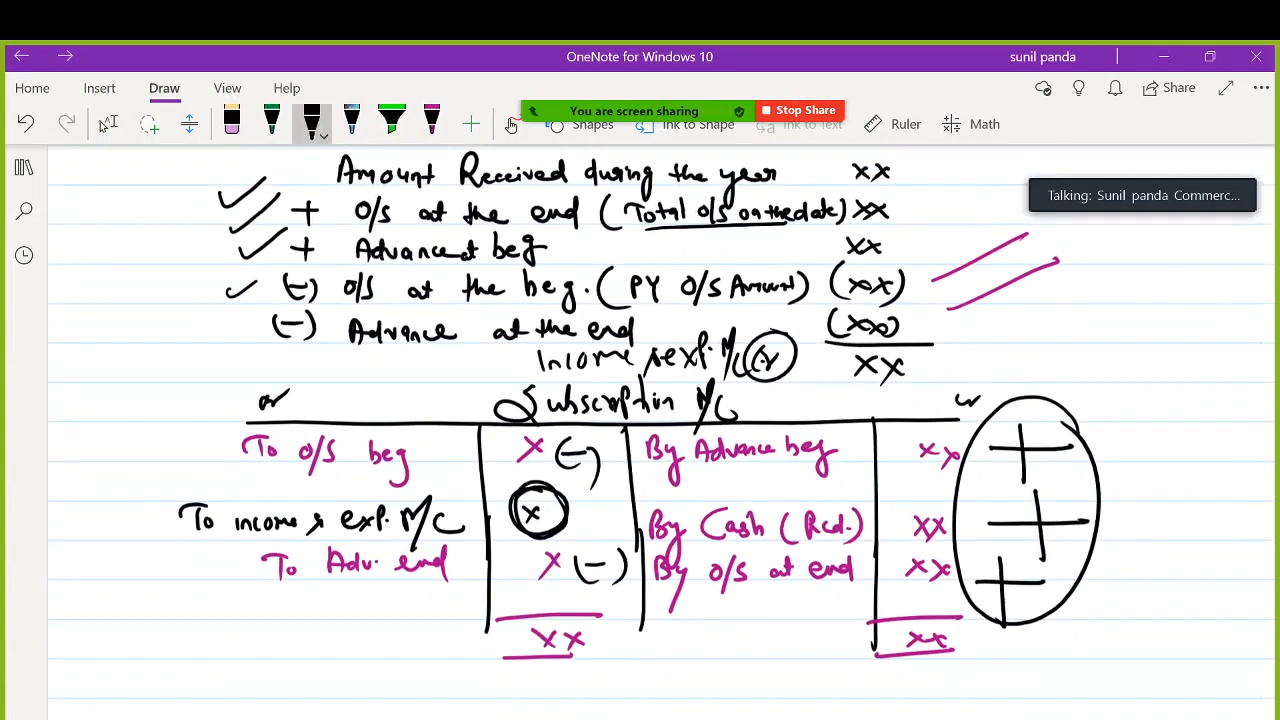 OneNote for Windows 10
sunil panda
Home Insert Draw View Help Share
You are screen sharing Stop Share
Shapes Ink to Shape Ink to Text Ruler Math
Talking: Sunil panda Commerc...
Amount Received during the year xx
+ O/S at the end (Total O/S on the date) xx
+ Advance at beg xx
(-) O/S at the beg. (PY O/S Amount) (xx)
(-) Advance at the end (xx)
Income & exp. A/C xx
Subscription A/C
To O/S beg x (-) By Advance beg xx +
To income & exp. A/C x By Cash (Rcd.) xx +
To Adv. end x (-) By O/S at end xx +
xx xx